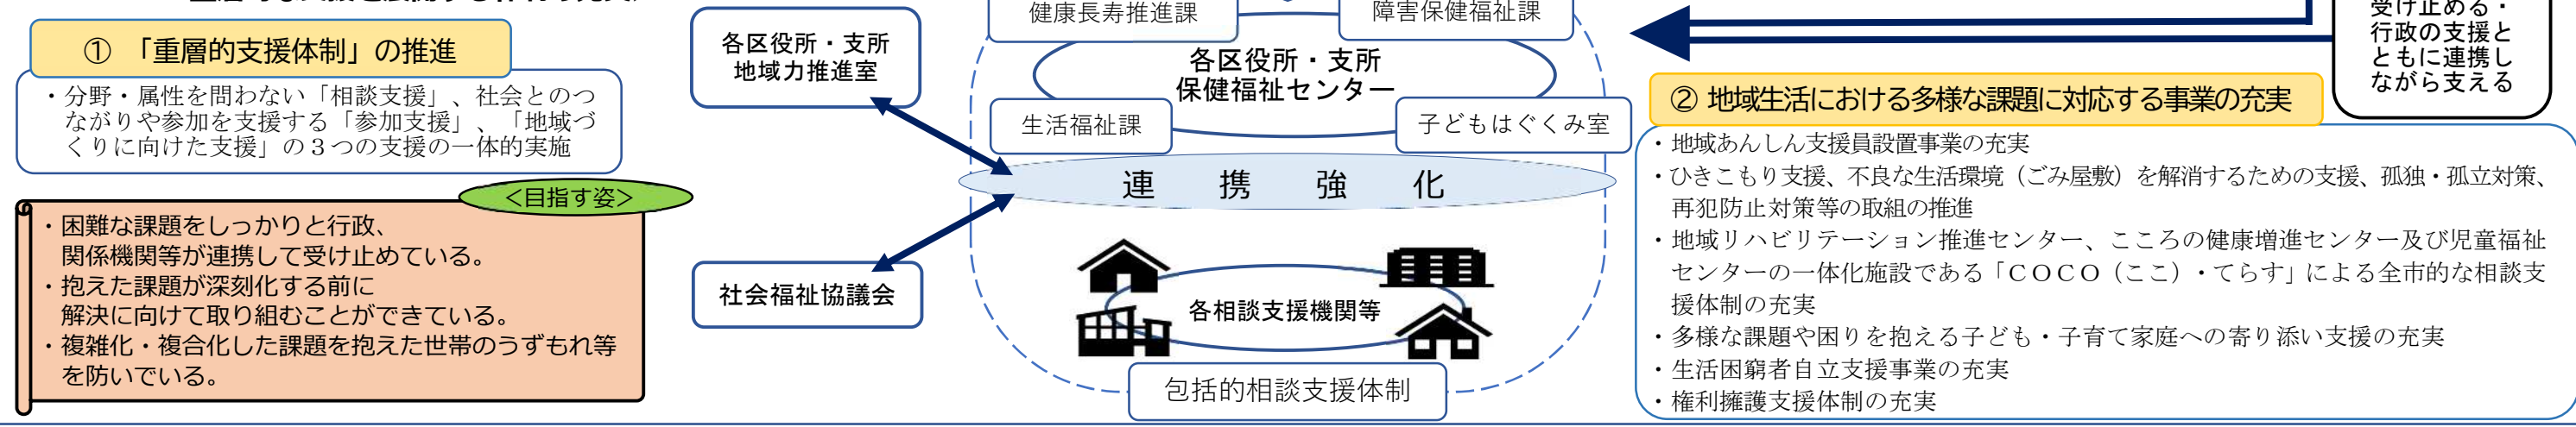 ① 「重層的支援体制」の推進
・分野・属性を問わない「相談支援」、社会とのつ
ながりや参加を支援する「参加支援」、「地域づ
くりに向けた支援」の３つの支援の一体的実施
＜目指す姿＞
・困難な課題をしっかりと行政、
関係機関等が連携して受け止めている。
・抱えた課題が深刻化する前に
解決に向けて取り組むことができている。
・複雑化・複合化した課題を抱えた世帯のうずもれ等
を防いでいる。
各区役所・支所
地域力推進室
社会福祉協議会
健康長寿推進課
障害保健福祉課
各区役所・支所
保健福祉センター
生活福祉課
子どもはぐくみ室
連携強化
各相談支援機関等
包括的相談支援体制
受け止める・
行政の支援と
ともに連携し
ながら支える
② 地域生活における多様な課題に対応する事業の充実
・地域あんしん支援員設置事業の充実
・ひきこもり支援、不良な生活環境（ごみ屋敷）を解消するための支援、孤独・孤立対策、
再犯防止対策等の取組の推進
・地域リハビリテーション推進センター、こころの健康増進センター及び児童福祉
センターの一体化施設である「ＣＯＣＯ（ここ）・てらす」による全市的な相談支
援体制の充実
・多様な課題や困りを抱える子ども・子育て家庭への寄り添い支援の充実
・生活困窮者自立支援事業の充実
・権利擁護支援体制の充実